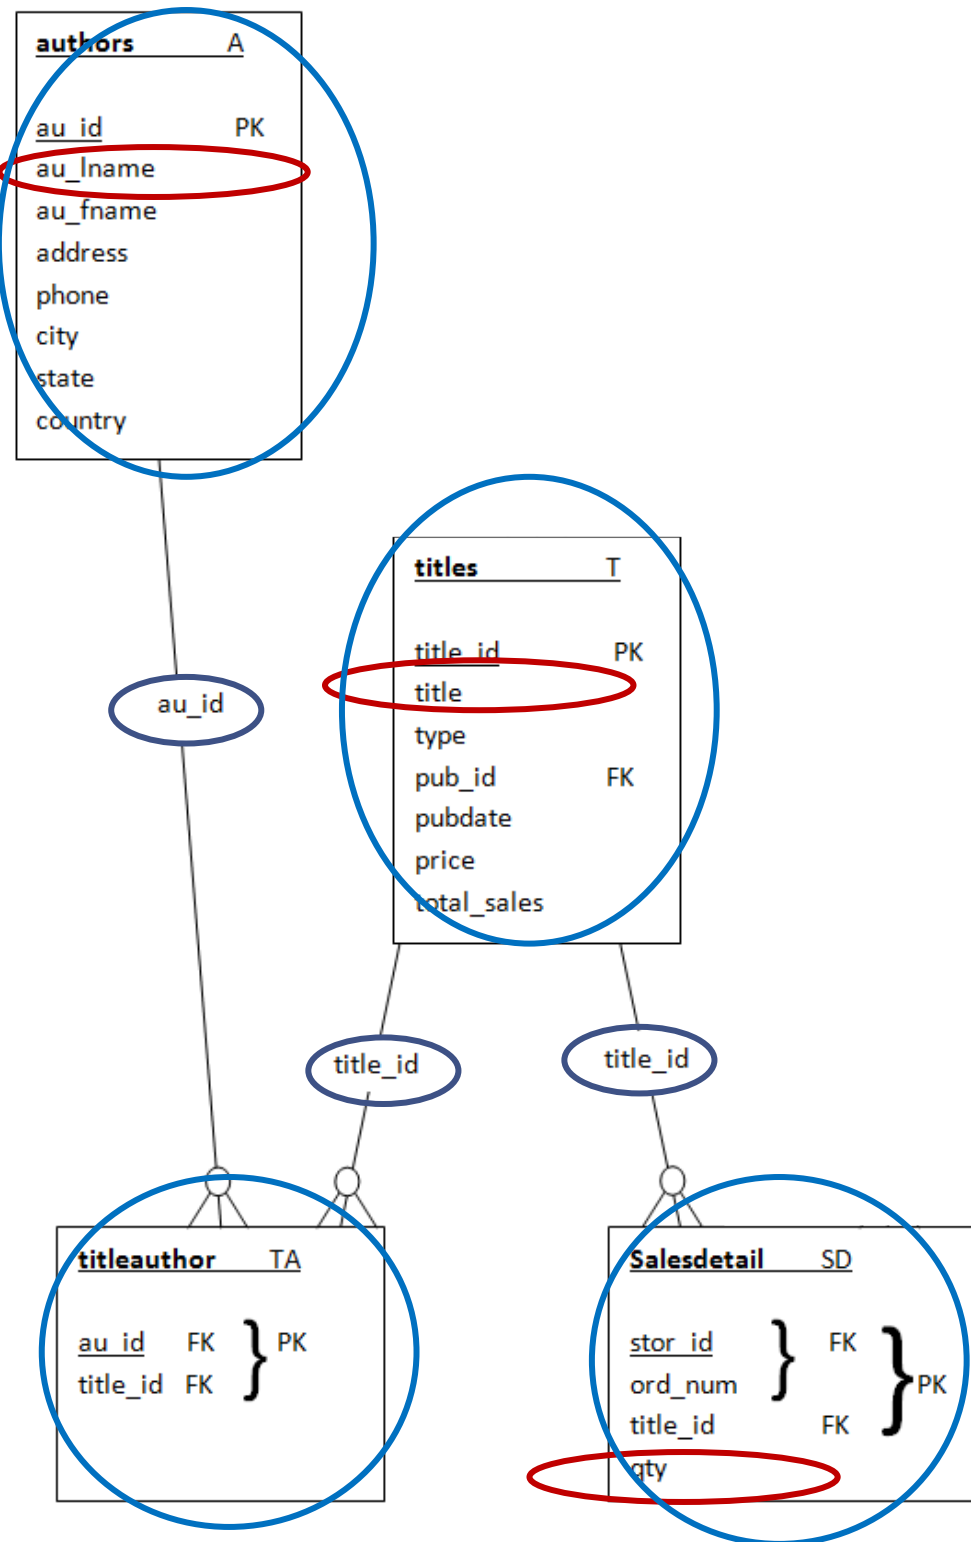 authors A
au_id PK
au_lname
au_fname
address
phone
city
state
country
au_id
titles T
title_id PK
title
type
pub_id FK
pubdate
price
total_sales
title_id
title_id
titleauthor TA
au_id FK } PK
title_id FK
Salesdetail SD
stor_id } FK
ord_num } PK
title_id FK
qty